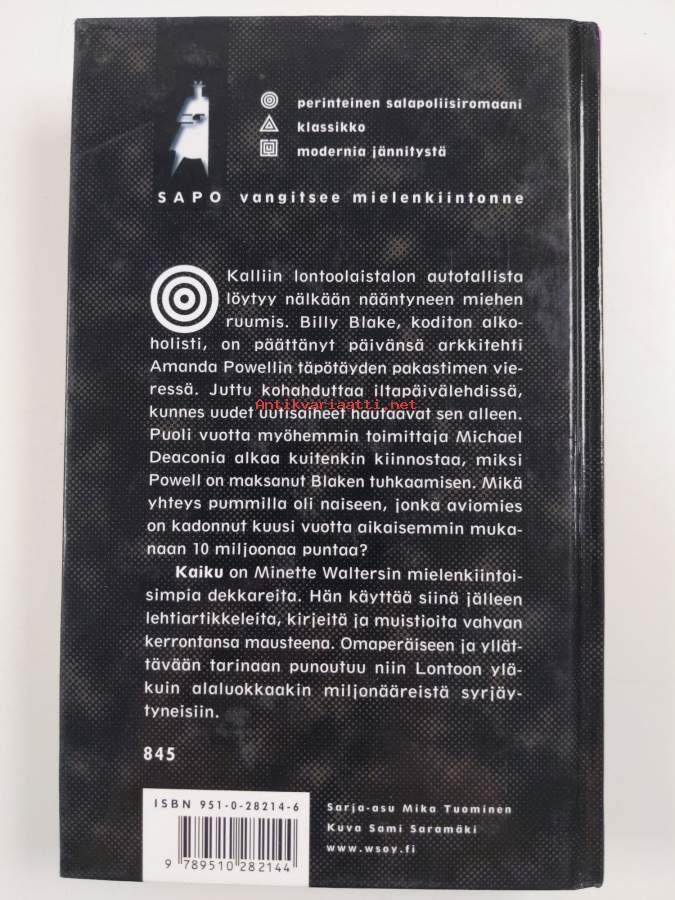 perinteinen salapoliisiromaani
klassikko
modernia jännitystä
SAPO vangitsee mielenkiintonne
Kalliin lontoolaistalon autotallista
löytyy nälkään nääntyneen miehen
ruumis. Billy Blake, koditon alko-
holisti, on päättänyt päivänsä arkkitehti
Amanda Powellin täpötäyden pakastimen vie-
ressä. Juttu kohahduttaa iltapäivälehdissä,
Antikvariaatti.net
kunnes uudet uutisaiheet hautaavat sen alleen.
Puoli vuotta myöhemmin toimittaja Michael
Deaconia alkaa kuitenkin kiinnostaa, miksi
Powell on maksanut Blaken tuhkaamisen. Mikä
yhteys pummilla oli naiseen, jonka aviomies
on kadonnut kuusi vuotta aikaisemmin muka-
naan 10 miljoonaa puntaa?
Kaiku on Minette Waltersin mielenkiintoi-
simpia dekkareita. Hän käyttää siinä jälleen
lehtiartikkeleita, kirjeitä ja muistioita vahvan
kerrontansa mausteena. Omaperäiseen ja yllät-
tävään tarinaan punoutuu niin Lontoon ylä-
kuin alaluokkaakin miljonääreistä syrjäy-
tyneisiin.
845
ISBN 951-0-28214-6
9 789510 282144
Sarja-asu Mika Tuominen
Kuva Sami Saramäki
www.wsoy.fi